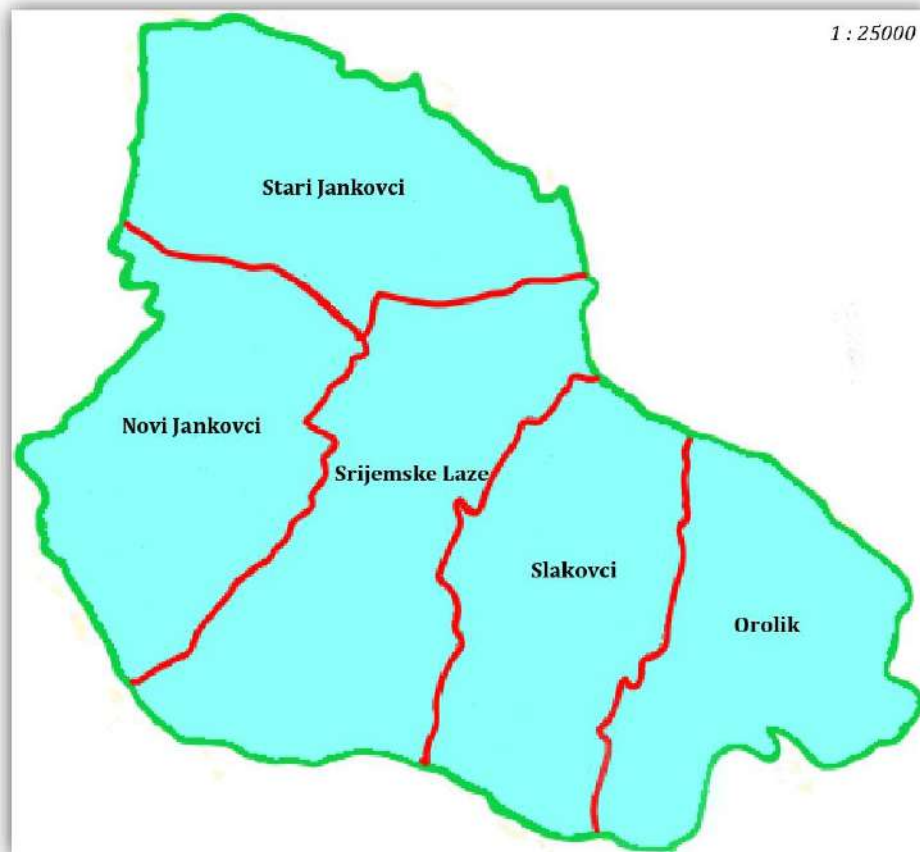 1 : 25000
Stari Jankovci
Novi Jankovci
Srijemske Laze
Slakovci
Orolik